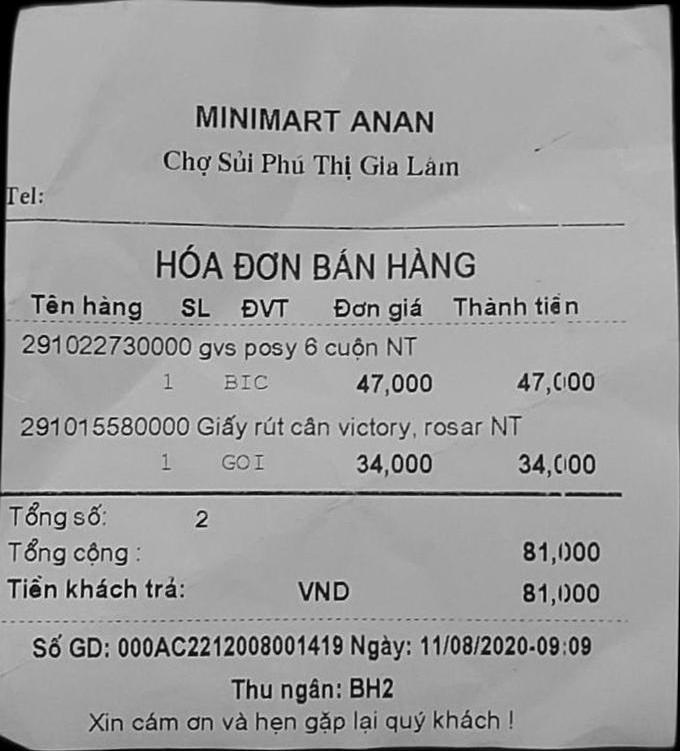 MINIMART ANAN
Chợ Sủi Phú Thị Gia Lâm
Tel:
HÓA ĐƠN BÁN HÀNG
Tên hàng SL ĐVT Đơn giá Thành tiền
291022730000 gvs posy 6 cuộn NT
1 BIC 47,000 47,000
291015580000 Giấy rút cân victory, rosar NT
1 GOI 34,000 34,000
Tổng số: 2
Tổng cộng : 81,000
Tiền khách trả: VND 81,000
Số GD: 000AC2212008001419 Ngày: 11/08/2020-09:09
Thu ngân: BH2
Xin cám ơn và hẹn gặp lại quý khách !